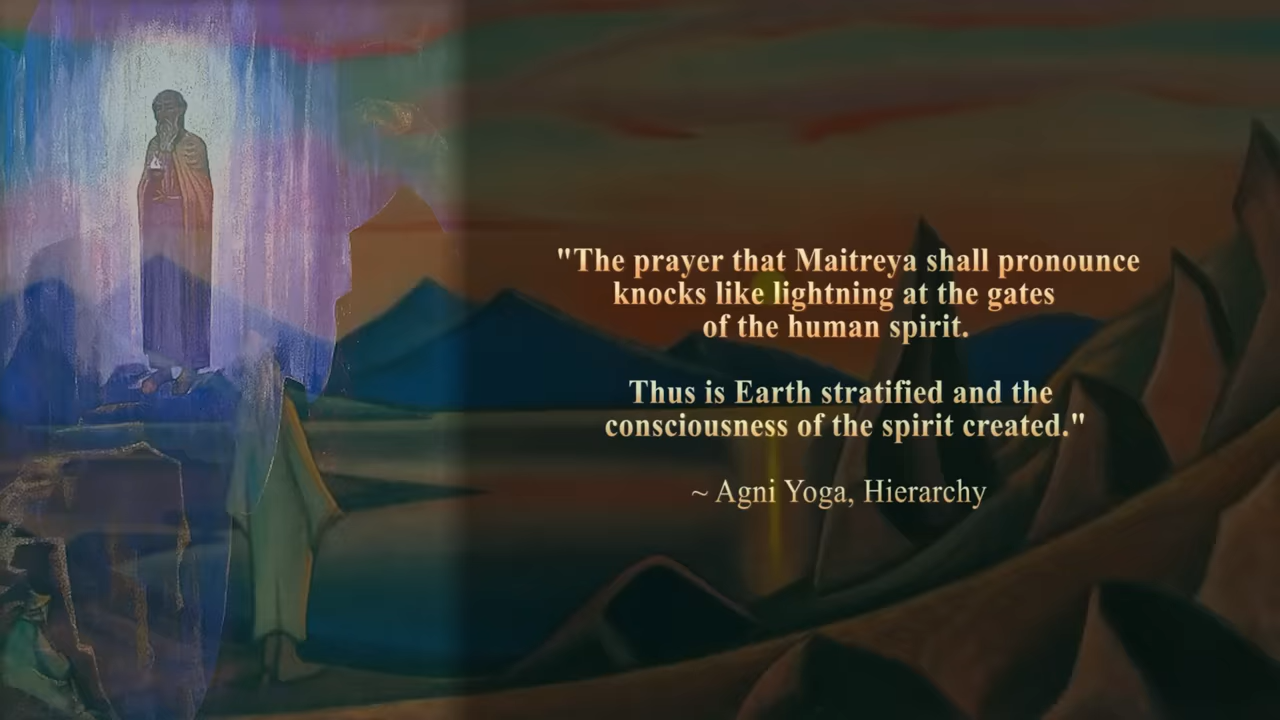 "The prayer that Maitreya shall pronounce
knocks like lightning at the gates
of the human spirit.
Thus is Earth stratified and the
consciousness of the spirit created."
~ Agni Yoga, Hierarchy